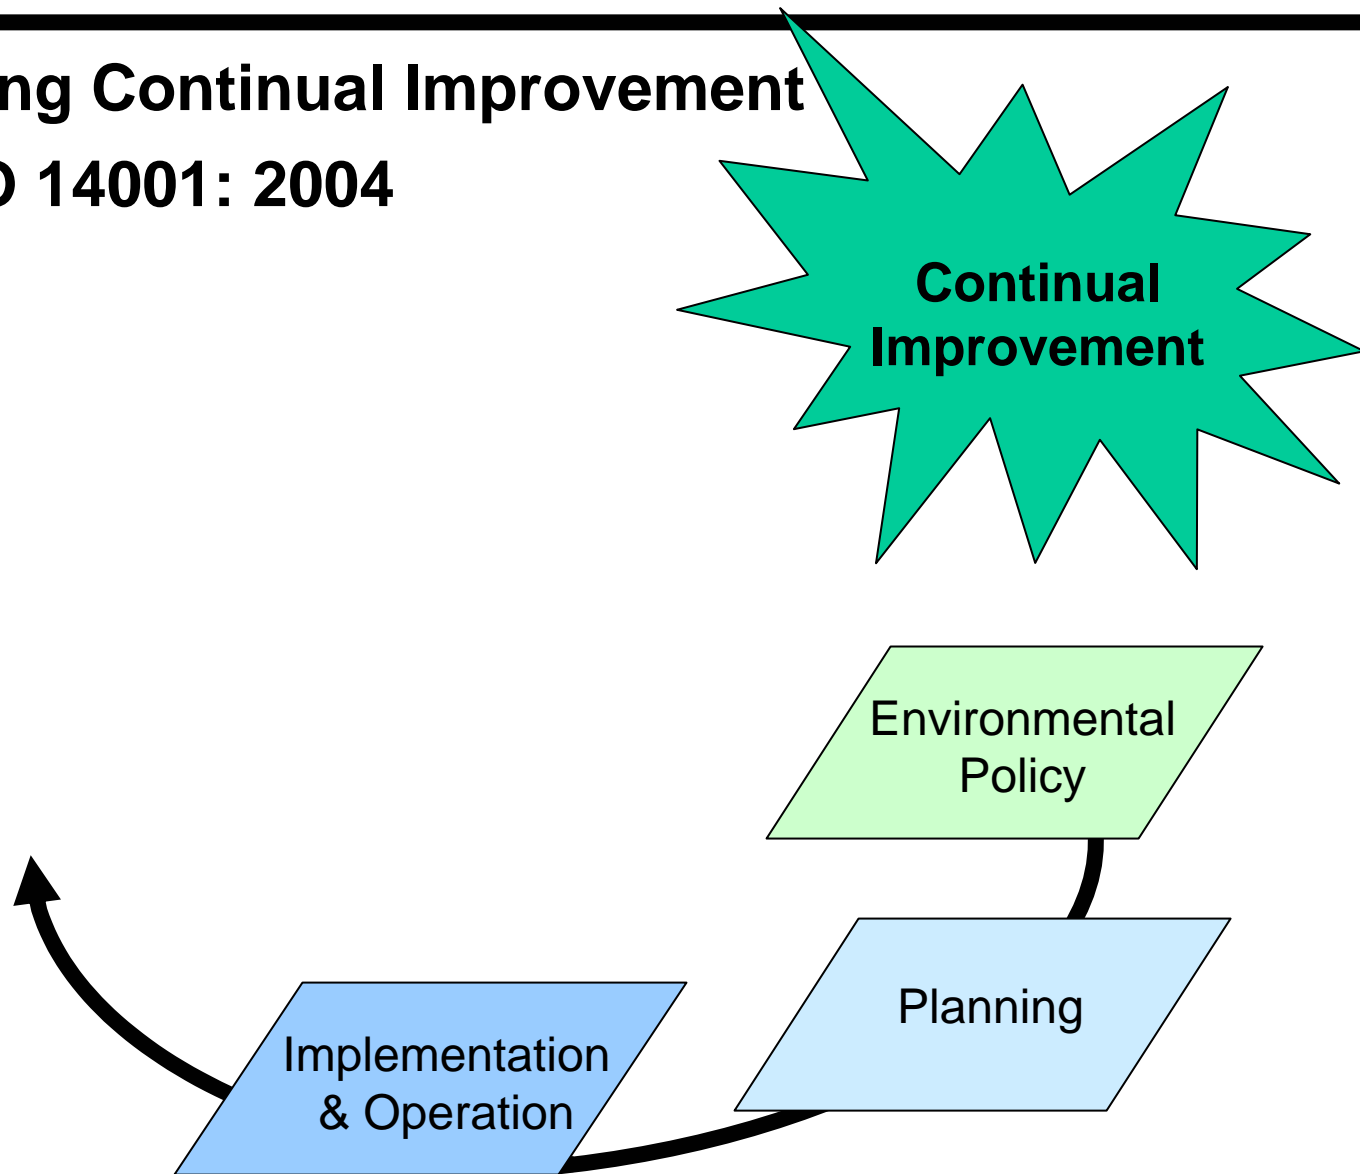 ng Continual Improvement
14001: 2004
Continual
Improvement
Environmental
Policy
Planning
Implementation
& Operation